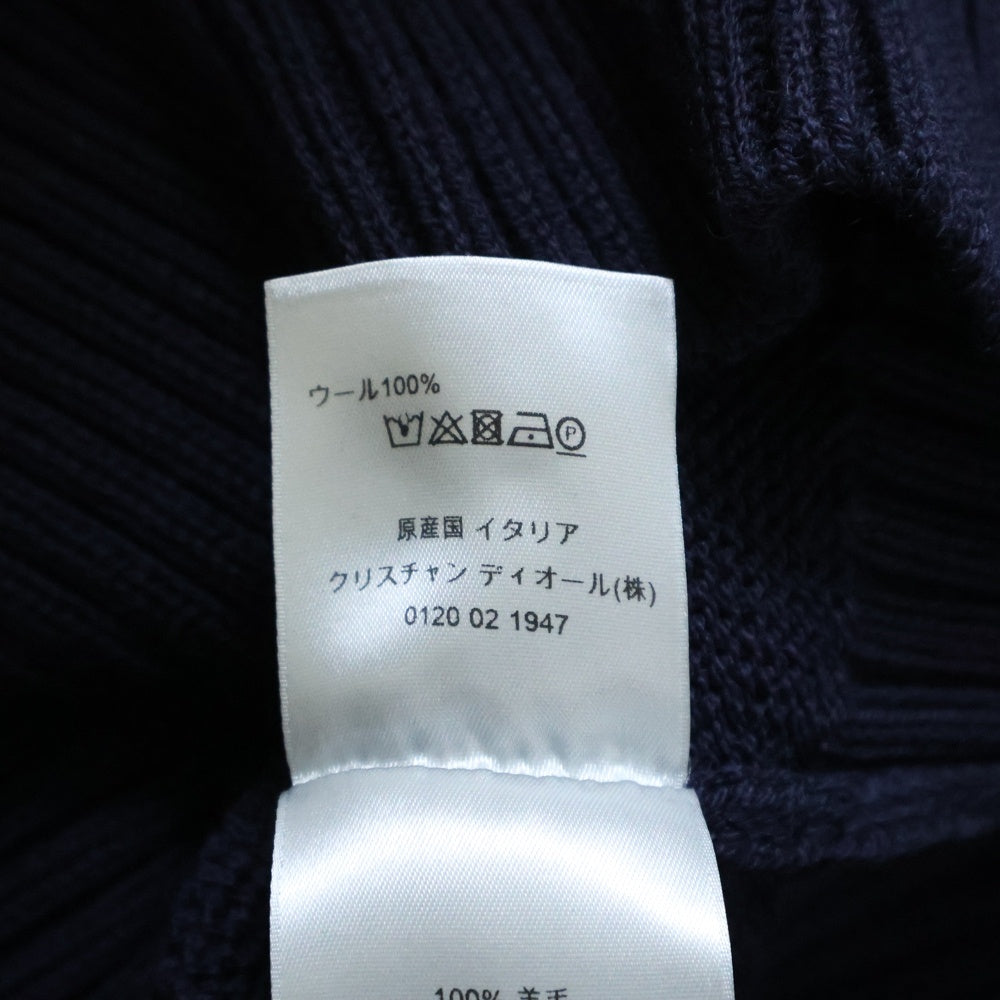 ウール100%
P
原産国 イタリア
クリスチャン ディオール(株)
0120 02 1947
100% 羊毛